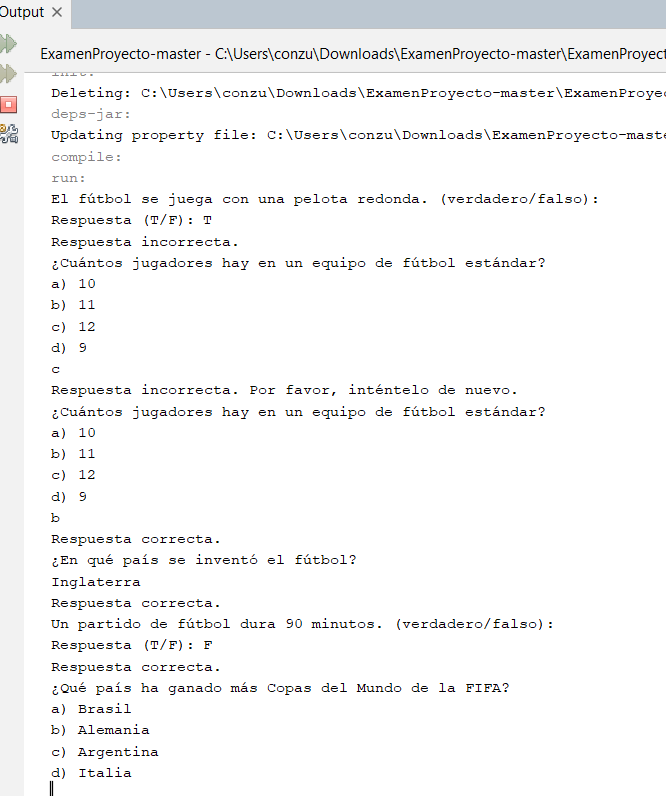 Output
ExamenProyecto-master - C:\Users\conzu\Downloads\ExamenProyecto-master\ExamenProyect
init:
Deleting: C:\Users\conzu\Downloads\ExamenProyecto-master\ExamenProyec
deps-jar:
Updating property file: C:\Users\conzu\Downloads\ExamenProyecto-maste
compile:
run:
El fútbol se juega con una pelota redonda. (verdadero/falso):
Respuesta (T/F): T
Respuesta incorrecta.
¿Cuántos jugadores hay en un equipo de fútbol estándar?
a) 10
b) 11
c) 12
d) 9
c
Respuesta incorrecta. Por favor, inténtelo de nuevo.
¿Cuántos jugadores hay en un equipo de fútbol estándar?
a) 10
b) 11
c) 12
d) 9
b
Respuesta correcta.
¿En qué país se inventó el fútbol?
Inglaterra
Respuesta correcta.
Un partido de fútbol dura 90 minutos. (verdadero/falso):
Respuesta (T/F): F
Respuesta correcta.
¿Qué país ha ganado más Copas del Mundo de la FIFA?
a) Brasil
b) Alemania
c) Argentina
d) Italia